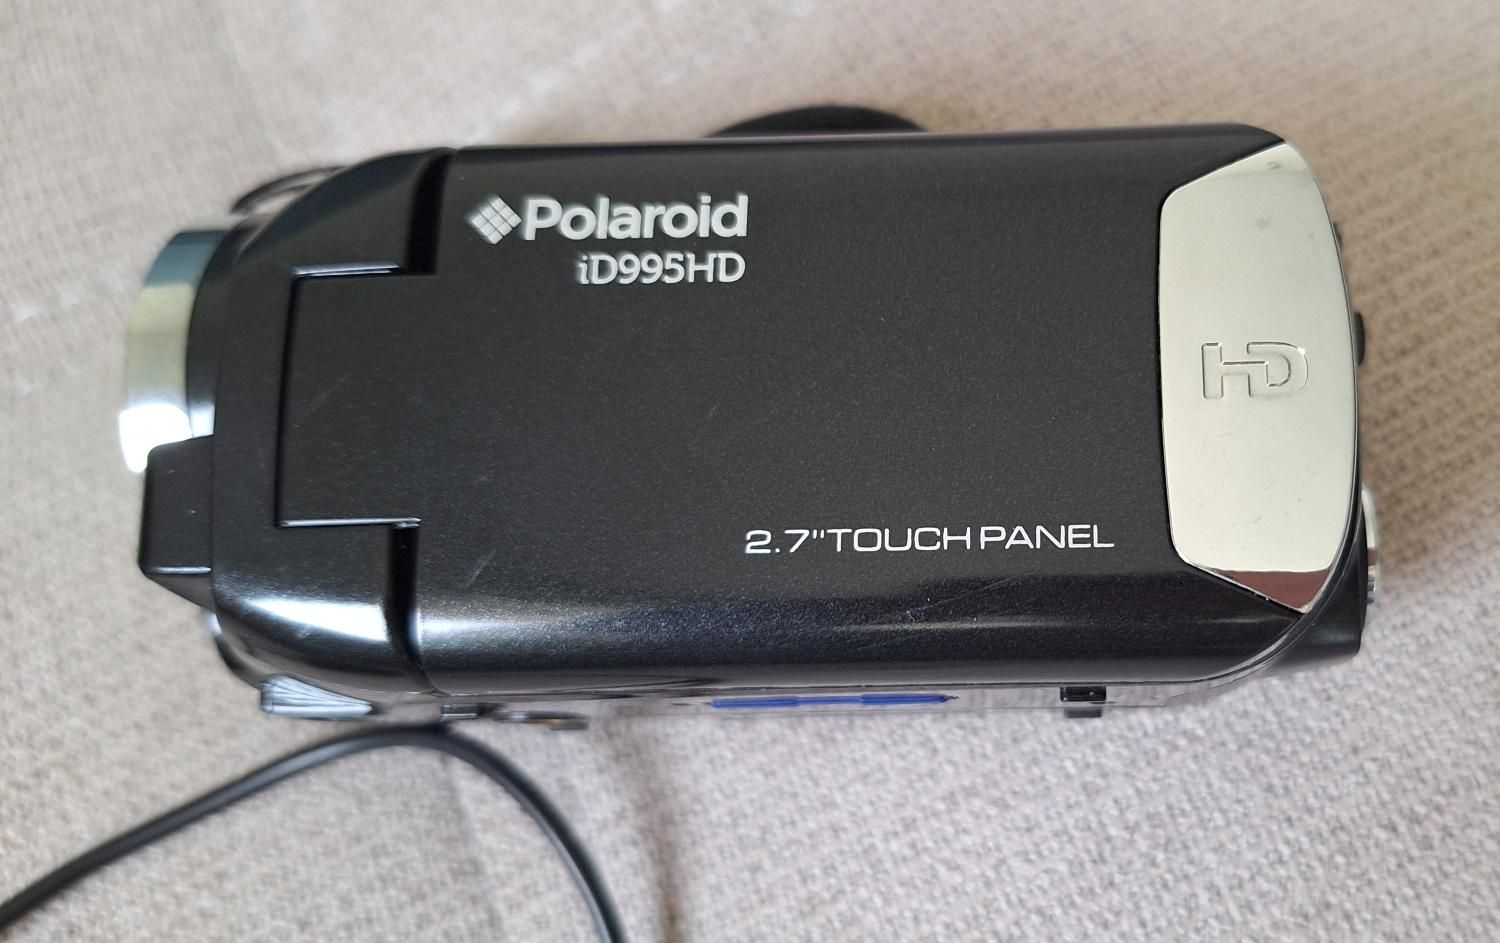 Polaroid
iD995HD
HD
2.7"TOUCH PANEL